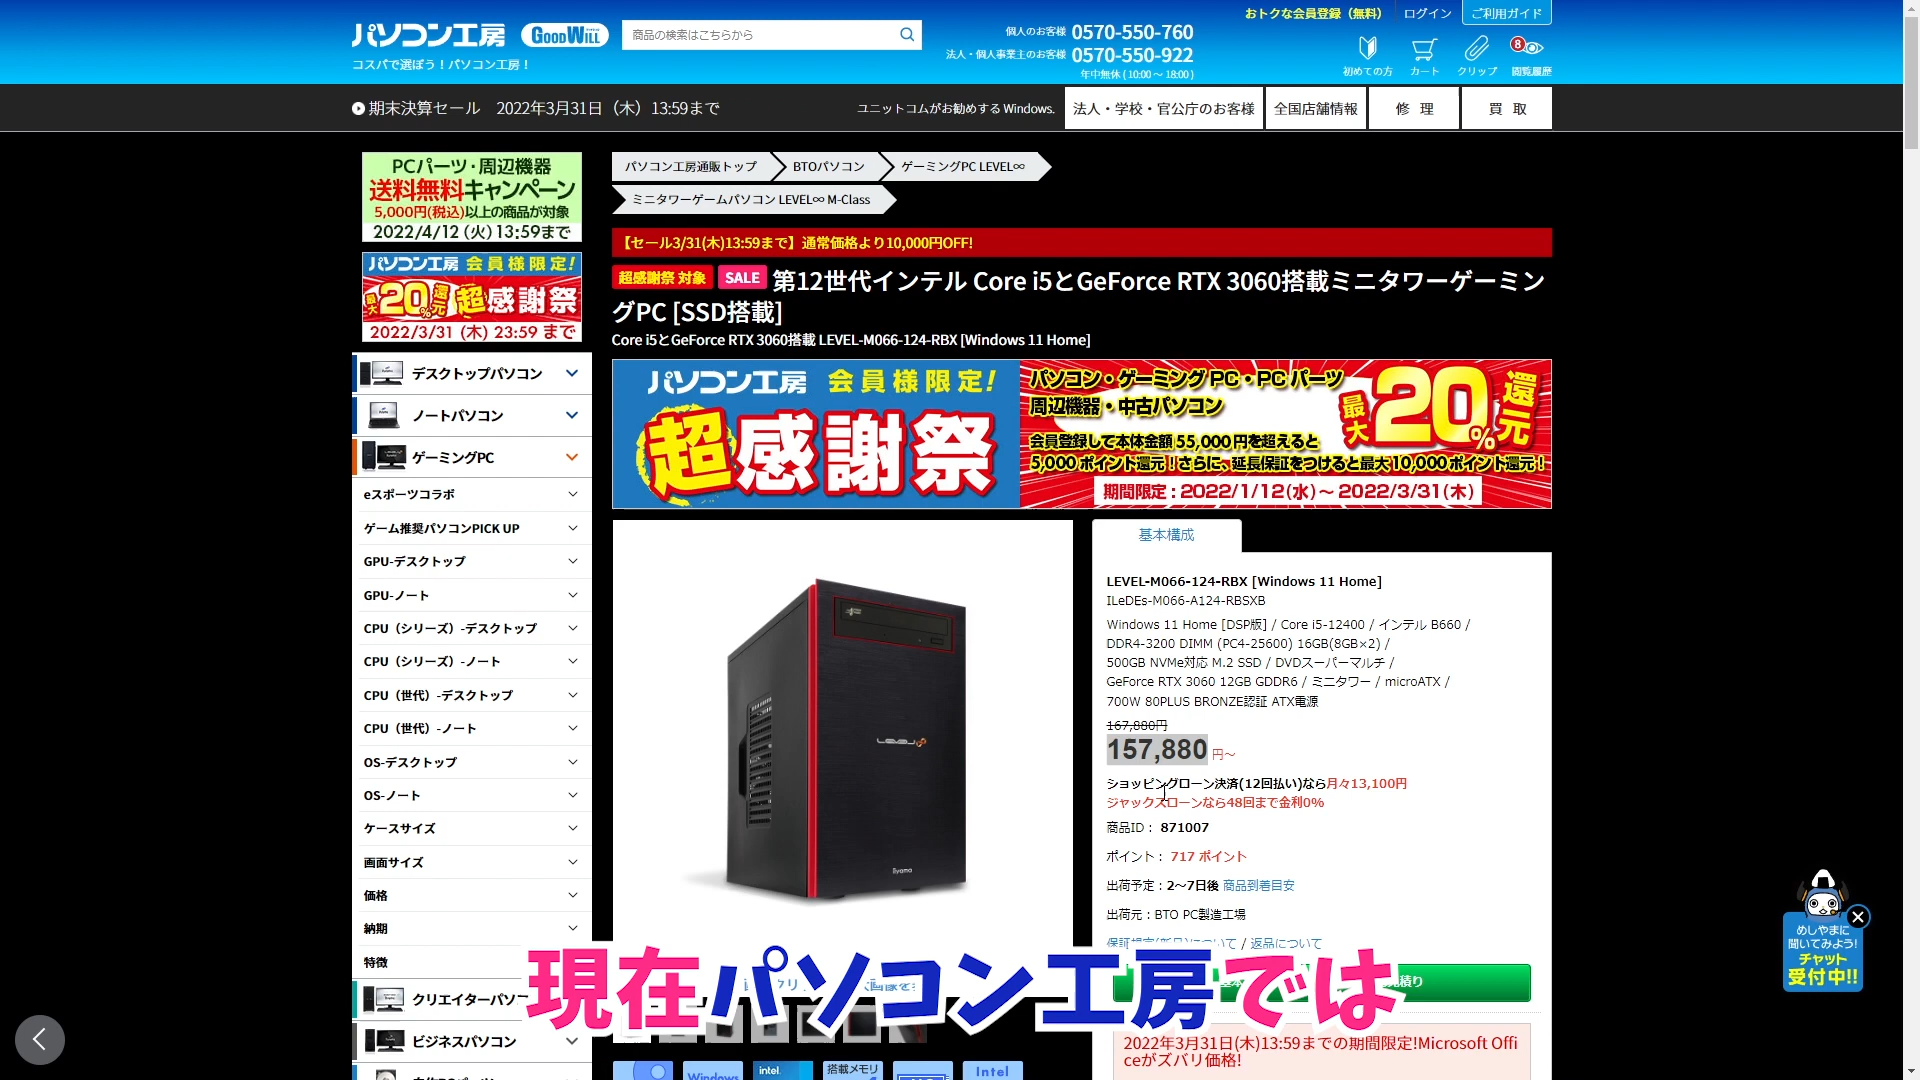 パソコン工房 GOODWILL
商品の検索はこちらから
コスパで選ぼう！パソコン工房！
個人のお客様 0570-550-760
法人・個人事業主のお客様 0570-550-922
年中無休 ( 10:00 ～ 18:00 )
おトクな会員登録（無料）
ログイン
ご利用ガイド
初めての方
カート
クリップ
8
閲覧履歴
期末決算セール　2022年3月31日（木）13:59まで
ユニットコムがお勧めする Windows.
法人・学校・官公庁のお客様
全国店舗情報
修 理
買 取
PCパーツ・周辺機器
送料無料キャンペーン
5,000円(税込)以上の商品が対象
2022/4/12 (火) 13:59まで
パソコン工房 会員様限定!
最大20%還元 超感謝祭
2022/3/31 (木) 23:59 まで
デスクトップパソコン
ノートパソコン
ゲーミングPC
eスポーツコラボ
ゲーム推奨パソコンPICK UP
GPU-デスクトップ
GPU-ノート
CPU（シリーズ）-デスクトップ
CPU（シリーズ）-ノート
CPU（世代）-デスクトップ
CPU（世代）-ノート
OS-デスクトップ
OS-ノート
ケースサイズ
画面サイズ
価格
納期
特徴
クリエイターパソコ
ビジネスパソコン
パソコン工房通販トップ
BTOパソコン
ゲーミングPC LEVEL∞
ミニタワーゲームパソコン LEVEL∞ M-Class
【セール3/31(木)13:59まで】通常価格より10,000円OFF!
超感謝祭 対象 SALE 第12世代インテル Core i5とGeForce RTX 3060搭載ミニタワーゲーミン
グPC [SSD搭載]
Core i5とGeForce RTX 3060搭載 LEVEL-M066-124-RBX [Windows 11 Home]
パソコン工房 会員様限定!
超感謝祭
パソコン・ゲーミングPC・PCパーツ
周辺機器・中古パソコン
最大20%還元
会員登録して本体金額55,000円を超えると
5,000ポイント還元！さらに、延長保証をつけると最大10,000ポイント還元！
期間限定：2022/1/12(水)～2022/3/31(木)
LEVEL∞
iiyama
基本構成
LEVEL-M066-124-RBX [Windows 11 Home]
ILeDEs-M066-A124-RBSXB
Windows 11 Home [DSP版] / Core i5-12400 / インテル B660 /
DDR4-3200 DIMM (PC4-25600) 16GB(8GB×2) /
500GB NVMe対応 M.2 SSD / DVDスーパーマルチ /
GeForce RTX 3060 12GB GDDR6 / ミニタワー / microATX /
700W 80PLUS BRONZE認証 ATX電源
167,880円
157,880 円～
ショッピングローン決済(12回払い)なら月々13,100円
ジャックスローンなら48回まで金利0%
商品ID： 871007
ポイント： 717 ポイント
出荷予定：2～7日後 商品到着目安
出荷元：BTO PC製造工場
保証規定(新品)について / 返品について
見積り
現在パソコン工房では
2022年3月31日(木)13:59までの期間限定!Microsoft Offi
ceがズバリ価格!
Windows
intel.
搭載メモリ
Intel
めしやまに
聞いてみよう!
チャット
受付中!!